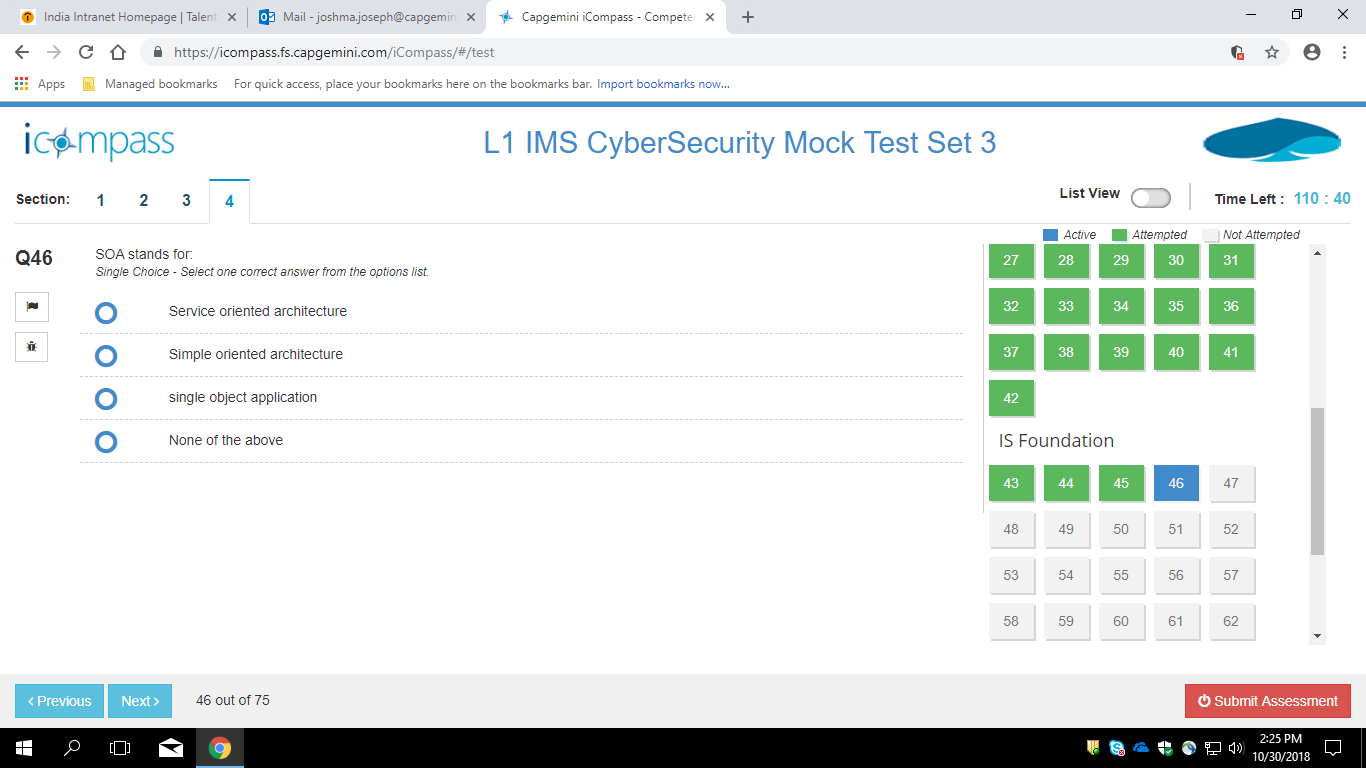 India Intranet Homepage | Talent
Mail - joshma.joseph@capgemin
Capgemini iCompass - Competen
https://icompass.fs.capgemini.com/iCompass/#/test
Apps
Managed bookmarks
For quick access, place your bookmarks here on the bookmarks bar. Import bookmarks now...
icompass
L1 IMS CyberSecurity Mock Test Set 3
Section: 1 2 3 4
List View
Time Left : 110 : 40
Active Attempted Not Attempted
Q46
SOA stands for:
Single Choice - Select one correct answer from the options list.
Service oriented architecture
Simple oriented architecture
single object application
None of the above
27 28 29 30 31
32 33 34 35 36
37 38 39 40 41
42
IS Foundation
43 44 45 46 47
48 49 50 51 52
53 54 55 56 57
58 59 60 61 62
Previous
Next
46 out of 75
Submit Assessment
2:25 PM
10/30/2018